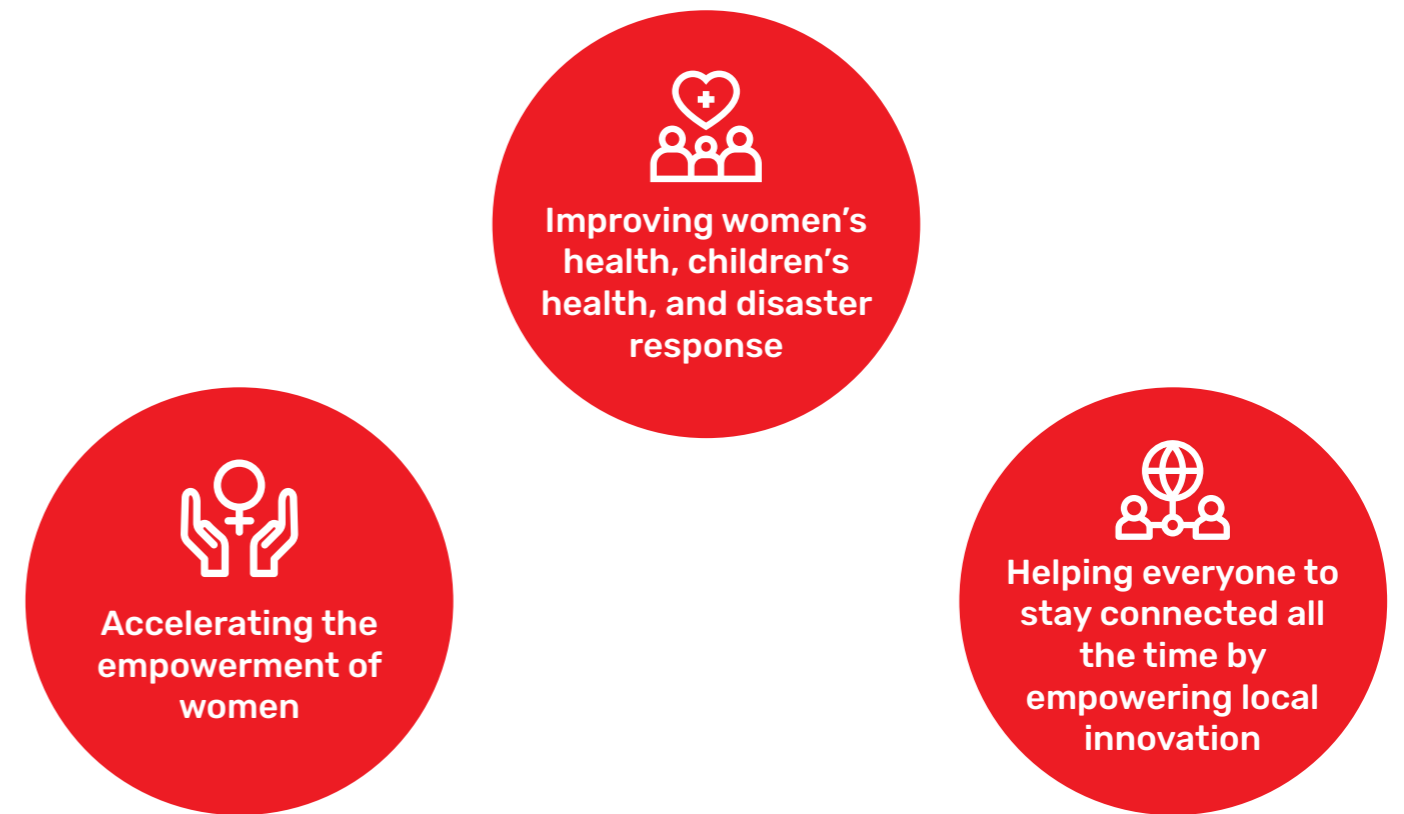 Improving women’s
health, children’s
health, and disaster
response
Accelerating the
empowerment of
women
Helping everyone to
stay connected all
the time by
empowering local
innovation